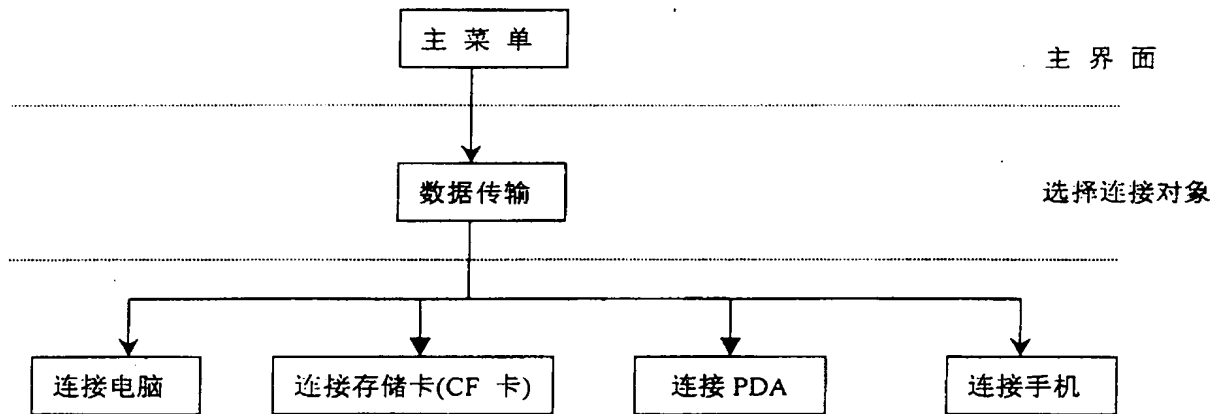 主 菜 单
主 界 面
数据传输
选择连接对象
连接电脑
连接存储卡(CF 卡)
连接 PDA
连接手机